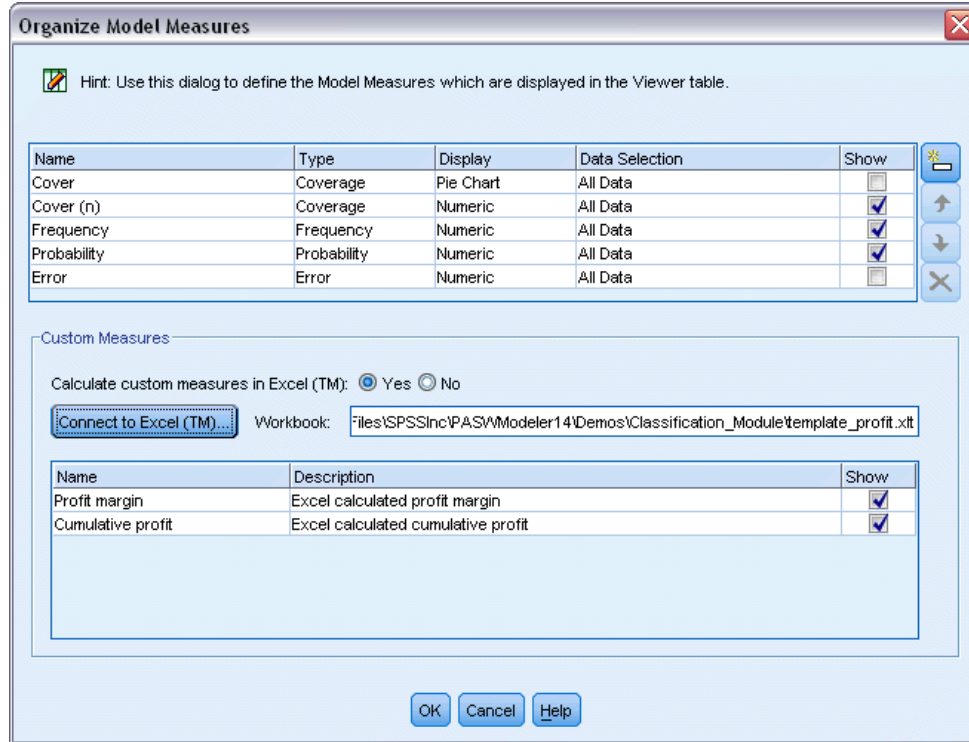 Organize Model Measures
Hint: Use this dialog to define the Model Measures which are displayed in the Viewer table.
Name Type Display Data Selection Show
Cover Coverage Pie Chart All Data
Cover (n) Coverage Numeric All Data
Frequency Frequency Numeric All Data
Probability Probability Numeric All Data
Error Error Numeric All Data
Custom Measures
Calculate custom measures in Excel (TM): Yes No
Connect to Excel (TM)... Workbook: Files\SPSSInc\PASWModeler14\Demos\Classification_Module\template_profit.xlt
Name Description Show
Profit margin Excel calculated profit margin
Cumulative profit Excel calculated cumulative profit
OK Cancel Help